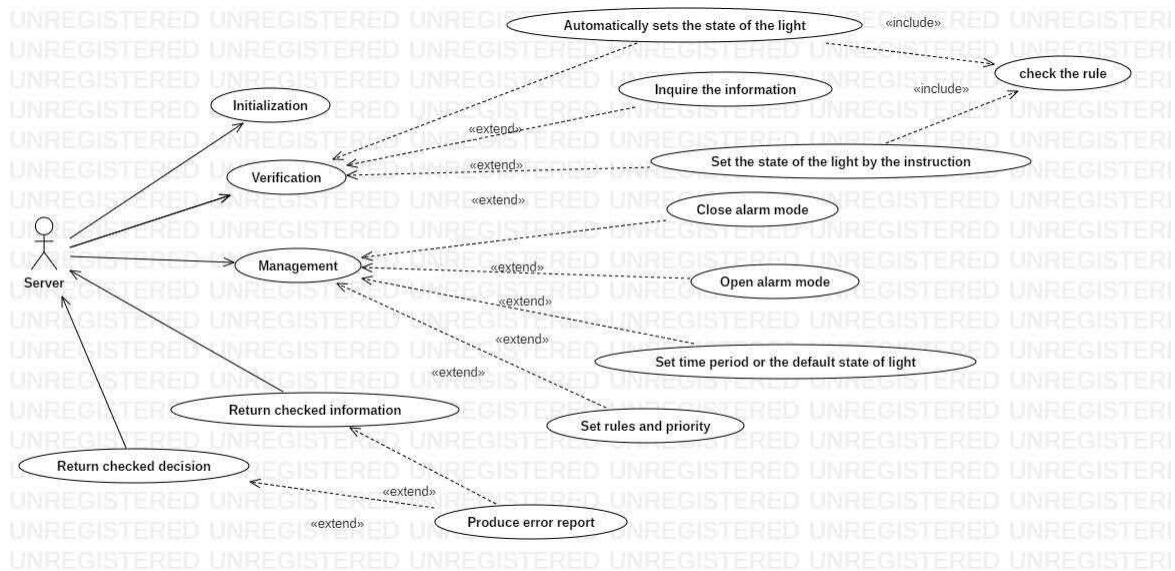 Automatically sets the state of the light
«include»
check the rule
Inquire the information
«include»
Initialization
«extend»
Set the state of the light by the instruction
«extend»
Verification
«extend»
Close alarm mode
Management
«extend»
Open alarm mode
Server
«extend»
«extend»
Set time period or the default state of light
«extend»
Return checked information
Set rules and priority
Return checked decision
«extend»
Produce error report
«extend»
UNREGISTERED